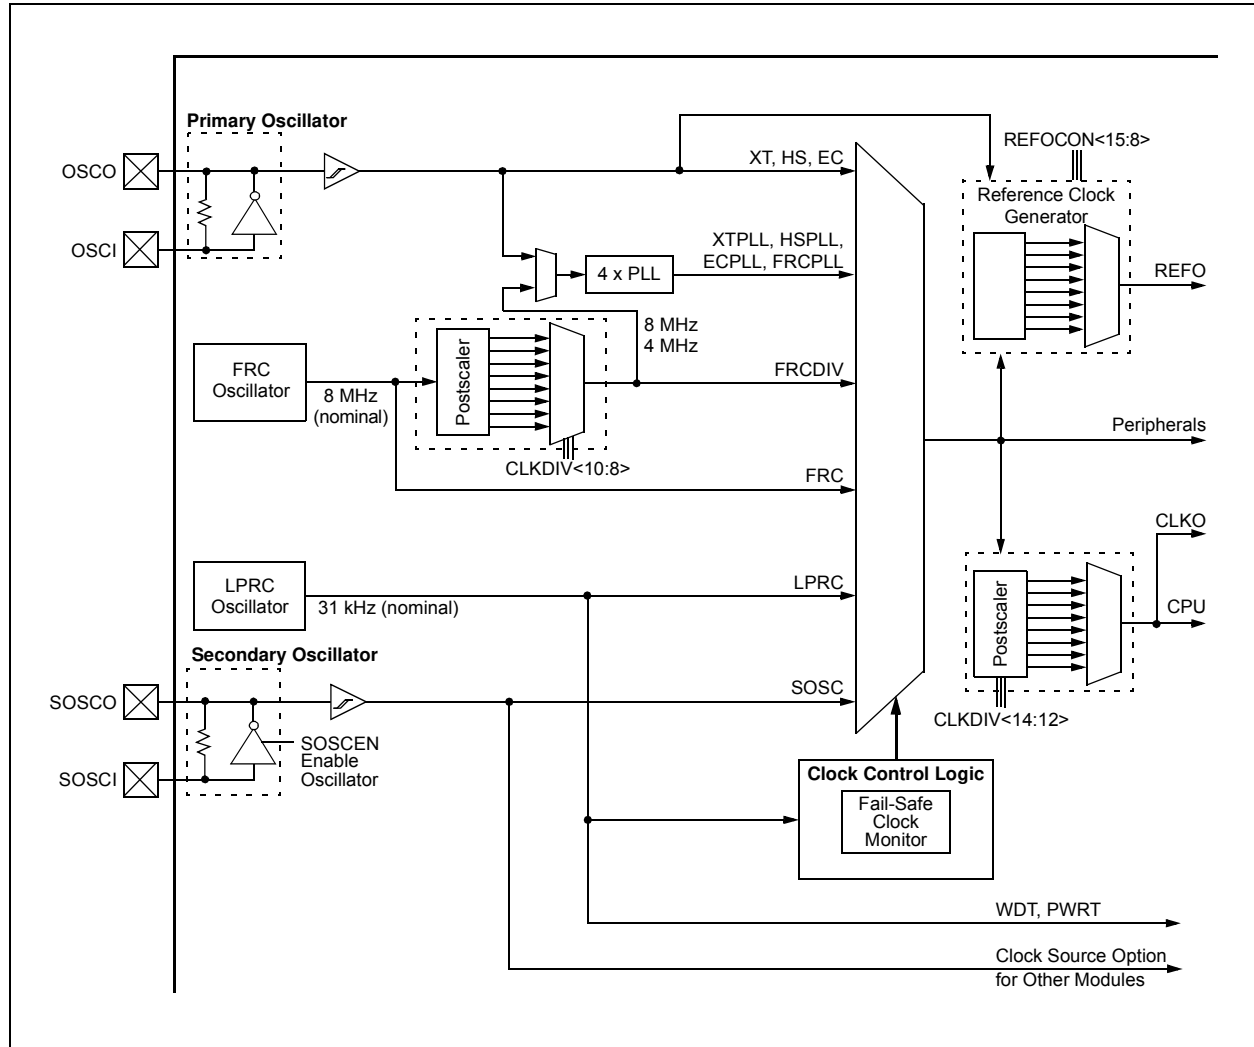 Primary Oscillator
OSCO
OSCI
XT, HS, EC
REFOCON<15:8>
Reference Clock
Generator
REFO
XTPLL, HSPLL,
ECPLL, FRCPLL
4 x PLL
8 MHz
4 MHz
FRC
Oscillator
8 MHz
(nominal)
Postscaler
CLKDIV<10:8>
FRCDIV
Peripherals
FRC
CLKO
LPRC
Oscillator
31 kHz (nominal)
LPRC
Postscaler
CPU
CLKDIV<14:12>
Secondary Oscillator
SOSCO
SOSCI
SOSCEN
Enable
Oscillator
SOSC
Clock Control Logic
Fail-Safe
Clock
Monitor
WDT, PWRT
Clock Source Option
for Other Modules